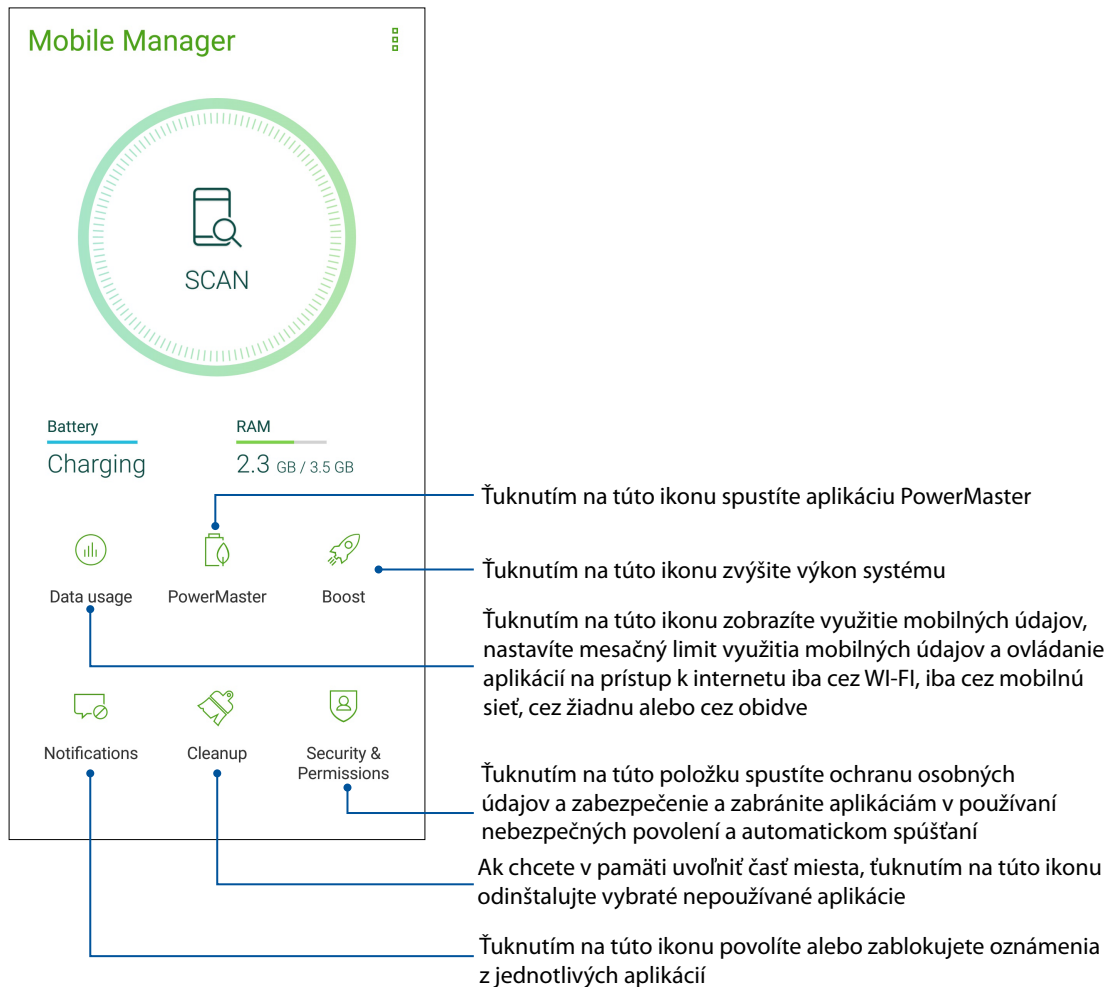 Mobile Manager
SCAN
Battery
Charging
RAM
2.3 GB / 3.5 GB
Data usage
PowerMaster
Boost
Notifications
Cleanup
Security &
Permissions
Ťuknutím na túto ikonu spustíte aplikáciu PowerMaster
Ťuknutím na túto ikonu zvýšite výkon systému
Ťuknutím na túto ikonu zobrazíte využitie mobilných údajov,
nastavíte mesačný limit využitia mobilných údajov a ovládanie
aplikácií na prístup k internetu iba cez WI-FI, iba cez mobilnú
sieť, cez žiadnu alebo cez obidve
Ťuknutím na túto položku spustíte ochranu osobných
údajov a zabezpečenie a zabránite aplikáciám v používaní
nebezpečných povolení a automatickom spúšťaní
Ak chcete v pamäti uvoľniť časť miesta, ťuknutím na túto ikonu
odinštalujte vybraté nepoužívané aplikácie
Ťuknutím na túto ikonu povolíte alebo zablokujete oznámenia
z jednotlivých aplikácií